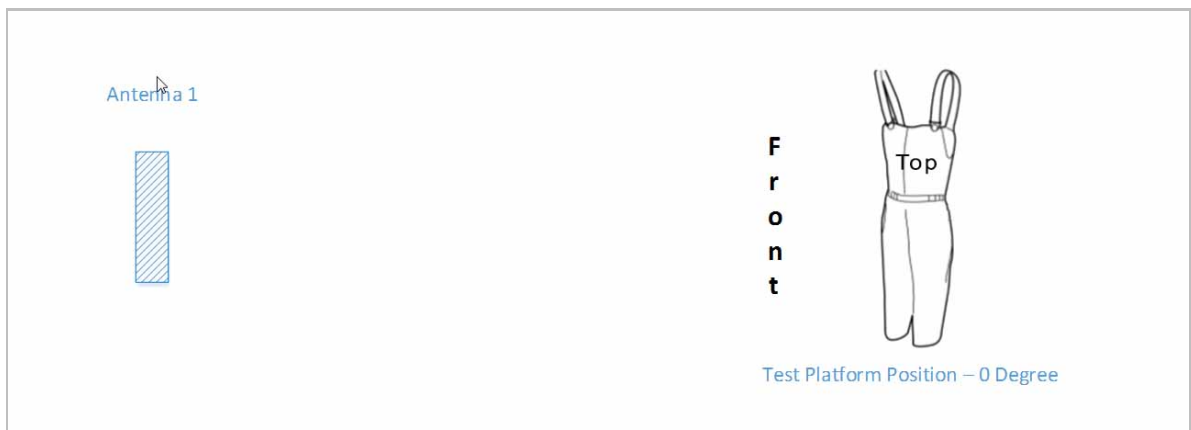 Antenna 1
Front
Top
Test Platform Position – 0 Degree